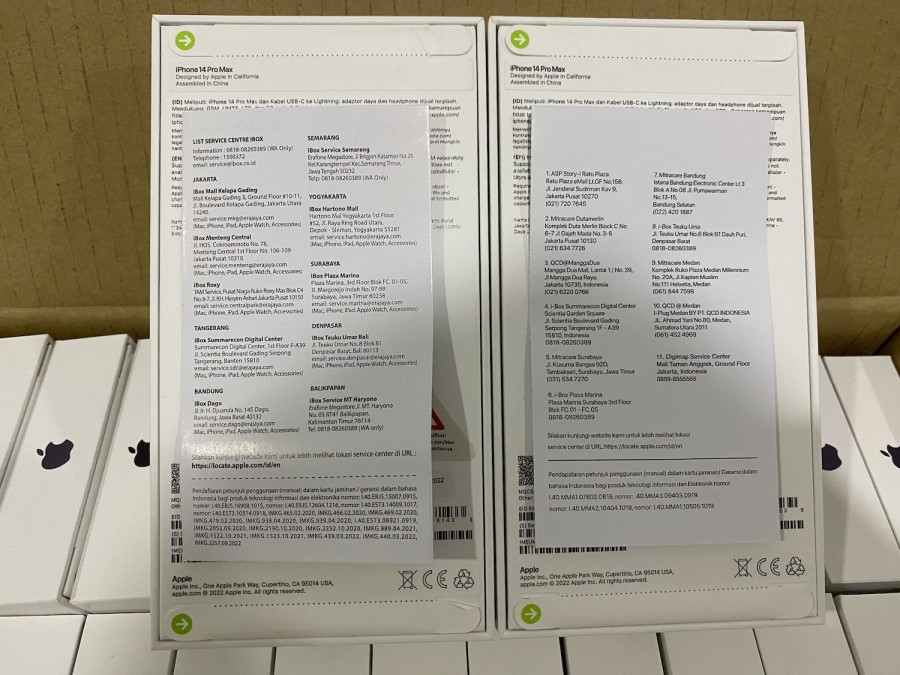 iPhone 14 Pro Max
Designed by Apple in California
Assembled in China
(ID) Meliputi: iPhone 14 Pro Max dan Kabel USB-C ke Lightning; adaptor daya dan headphone dijual terpisah.
LIST SERVICE CENTRE IBOX
Information : 0818-08260389 (WA Only)
Telephone : 1500372
email: service@ibox.co.id
JAKARTA
iBox Mall Kelapa Gading
Mall Kelapa Gading 3, Ground Floor #10-11,
Jl. Boulevard Kelapa Gading, Jakarta Utara
14240.
email: service.mkg@erajaya.com
(Mac, iPhone, iPad, Apple Watch, Accessories)
iBox Menteng Central
Jl. HOS. Cokroominoto No. 78,
Menteng Central 1st Floor No. 106-109
Jakarta Pusat 10310
email: service.menteng@erajaya.com
(Mac, iPhone, iPad, Apple Watch, Accessories)
iBox Roxy
TAM Service, Pusat Niaga Ruko Roxy Mas Blok C4
No. 6-7, Jl. KH. Hasyim Ashari Jakarta Pusat 10150
email: service.centralpark@erajaya.com
(Mac, iPhone, iPad, Apple Watch, Accessories)
TANGERANG
iBox Summarecon Digital Center
Summarecon Digital Center, 1st Floor F-A39
Jl. Scientia Boulevard Gading Serpong
Tangerang, Banten 15810
email: service.sdc@erajaya.com
(Mac, iPhone, iPad, Apple Watch, Accessories)
BANDUNG
iBox Dago
Jl. Ir. H. Djuanda No. 145 Dago,
Bandung, Jawa Barat 40132
email: service.dago@erajaya.com
(Mac, iPhone, iPad, Apple Watch, Accessories)
SEMARANG
iBox Service Semarang
Erafone Megastore, Jl Brigjen Katamso No 26
Kel.Karangtempel Kec.Semarang Timur,
Jawa Tengah 50232
Telp: 0818-08260389 (WA Only)
YOGYAKARTA
iBox Hartono Mall
Hartono Mal Yogyakarta 1st Floor
#52, Jl. Raya Ring Road Utara,
Depok - Sleman, Yogyakarta 55281
email: service.hartono@erajaya.com
(Mac, iPhone, iPad, Apple Watch, Accessories)
SURABAYA
iBox Plaza Marina
Plaza Marina, 3rd Floor Blok FC. 01-05,
Jl. Margorejo Indah No. 97-99
Surabaya, Jawa Timur 60238
email: service.marina@erajaya.com
(Mac, iPhone, iPad, Apple Watch, Accessories)
DENPASAR
iBox Teuku Umar Bali
Jl. Teuku Umar No. 8 Blok B1
Denpasar Barat, Bali 80113
email: service.denpasar@erajaya.com
(Mac, iPhone, iPad, Apple Watch, Accessories)
BALIKPAPAN
iBox Service MT Haryono
Erafone Megastore Jl. MT. Haryono
No. 05 RT41 Balikpapan,
Kalimantan Timur 76114
Tel: 0818-08260389 (WA only)
Silahkan kunjungi website kami untuk lebih melihat lokasi service center di URL :
https://locate.apple.com/id/en
Pendaftaran petunjuk penggunaan (manual) dalam kartu jaminan / garansi dalam bahasa
Indonesia bagi produk teknologi informasi dan elektronika nomor: I.40.ERJS.15007.0915,
I.40.ERJS.16908.1015, I.40.ERJS.12604.1216, nomor: I.40.EST3.14009.1017,
nomor: I.40.EST3.10514.0918, IMKG.465.02.2020, IMKG.466.02.2020, IMKG.469.02.2020,
IMKG.479.02.2020, IMKG.938.04.2020, IMKG.939.04.2020, I.40.EST3.08921.0919,
IMKG.2052.09.2020, IMKG.2190.10.2020, IMKG.2252.10.2020, IMKG.889.04.2021,
IMKG.1522.10.2021, IMKG.1523.10.2021, IMKG.439.03.2022, IMKG.440.03.2022,
IMKG.2257.09.2022
Apple
Apple Inc., One Apple Park Way, Cupertino, CA 95014 USA.
apple.com © 2022 Apple Inc. All rights reserved.
CE
iPhone 14 Pro Max
Designed by Apple in California
Assembled in China
(ID) Meliputi: iPhone 14 Pro Max dan Kabel USB-C ke Lightning; adaptor daya dan headphone dijual terpisah.
1. ASP Story-i Ratu Plaza,
Ratu Plaza eMall LtGF No.15B
Jl. Jenderal Sudirman Kav 9,
Jakarta Pusat 10270
(021) 720 7645
2. Mitracare Dutamerlin
Komplek Duta Merlin Block C No
6-7 Jl Gajah Mada No. 3-5
Jakarta Pusat 10130
(021) 634 7726
3. QCD@ManggaDua
Mangga Dua Mall, Lantai 1 / No. 39,
Jl Mangga Dua Raya.
Jakarta 10730, Indonesia
(021) 6220 0766
4. i-Box Summarecon Digital Center
Scientia Garden Square
Jl. Scientia Boulevard Gading
Serpong Tangerang 1F - A39
15810, Indonesia
0818-08260389
5. Mitracare Surabaya
Jl. Kusuma Bangsa 92D,
Tembaksari, Surabaya, Jawa Timur
(031) 534 7270
6. i-Box Plasa Marina
Plasa Marina Surabaya 3rd Floor
Blok FC.01 - FC.05
0818-08260389
7. Mitracare Bandung
Istana Bandung Electronic Center Lt 3
Blok A No 08 Jl. Purnawarman
No.13-15,
Bandung Selatan
(022) 420 1887
8. i-Box Teuku Uma
Jl. Teuku Umar No.8 Blok B1 Dauh Puri,
Denpasar Barat
0818-08260389
9. Mitracare Medan
Komplek Ruko Plaza Medan Millennium
No. 20A, Jl Kapten Muslim
No.111 Helvetia, Medan
(061) 844 7598
10. QCD @ Medan
I-Plug Medan BY PT. QCD INDONESIA
JL. Ahmad Yani No.80, Medan,
Sumatera Utara 2011
(061) 452 4969
11. Digimap Service Center
Mall Taman Anggrek, Ground Floor
Jakarta, Indonesia
0899-8555555
Silakan kunjungi website kami untuk lebih melihat lokasi
service center di URL:https://locate.apple.com/id/en
Pendapataran petunjuk penggunaan (manual) dalam kartu jaminan/ Garansi dalam
bahasa Indonesia bagi produk teknologi informasi dan Elektronik nomor:
I.40.MMA1.07602.0819, nomor: I.40.MMA3.09403.0919
nomor: I.40.MMA2.10404.1019, nomor: I.40.MMA1.10505.1019
Apple
Apple Inc., One Apple Park Way, Cupertino, CA 95014 USA.
apple.com © 2022 Apple Inc. All rights reserved.
CE